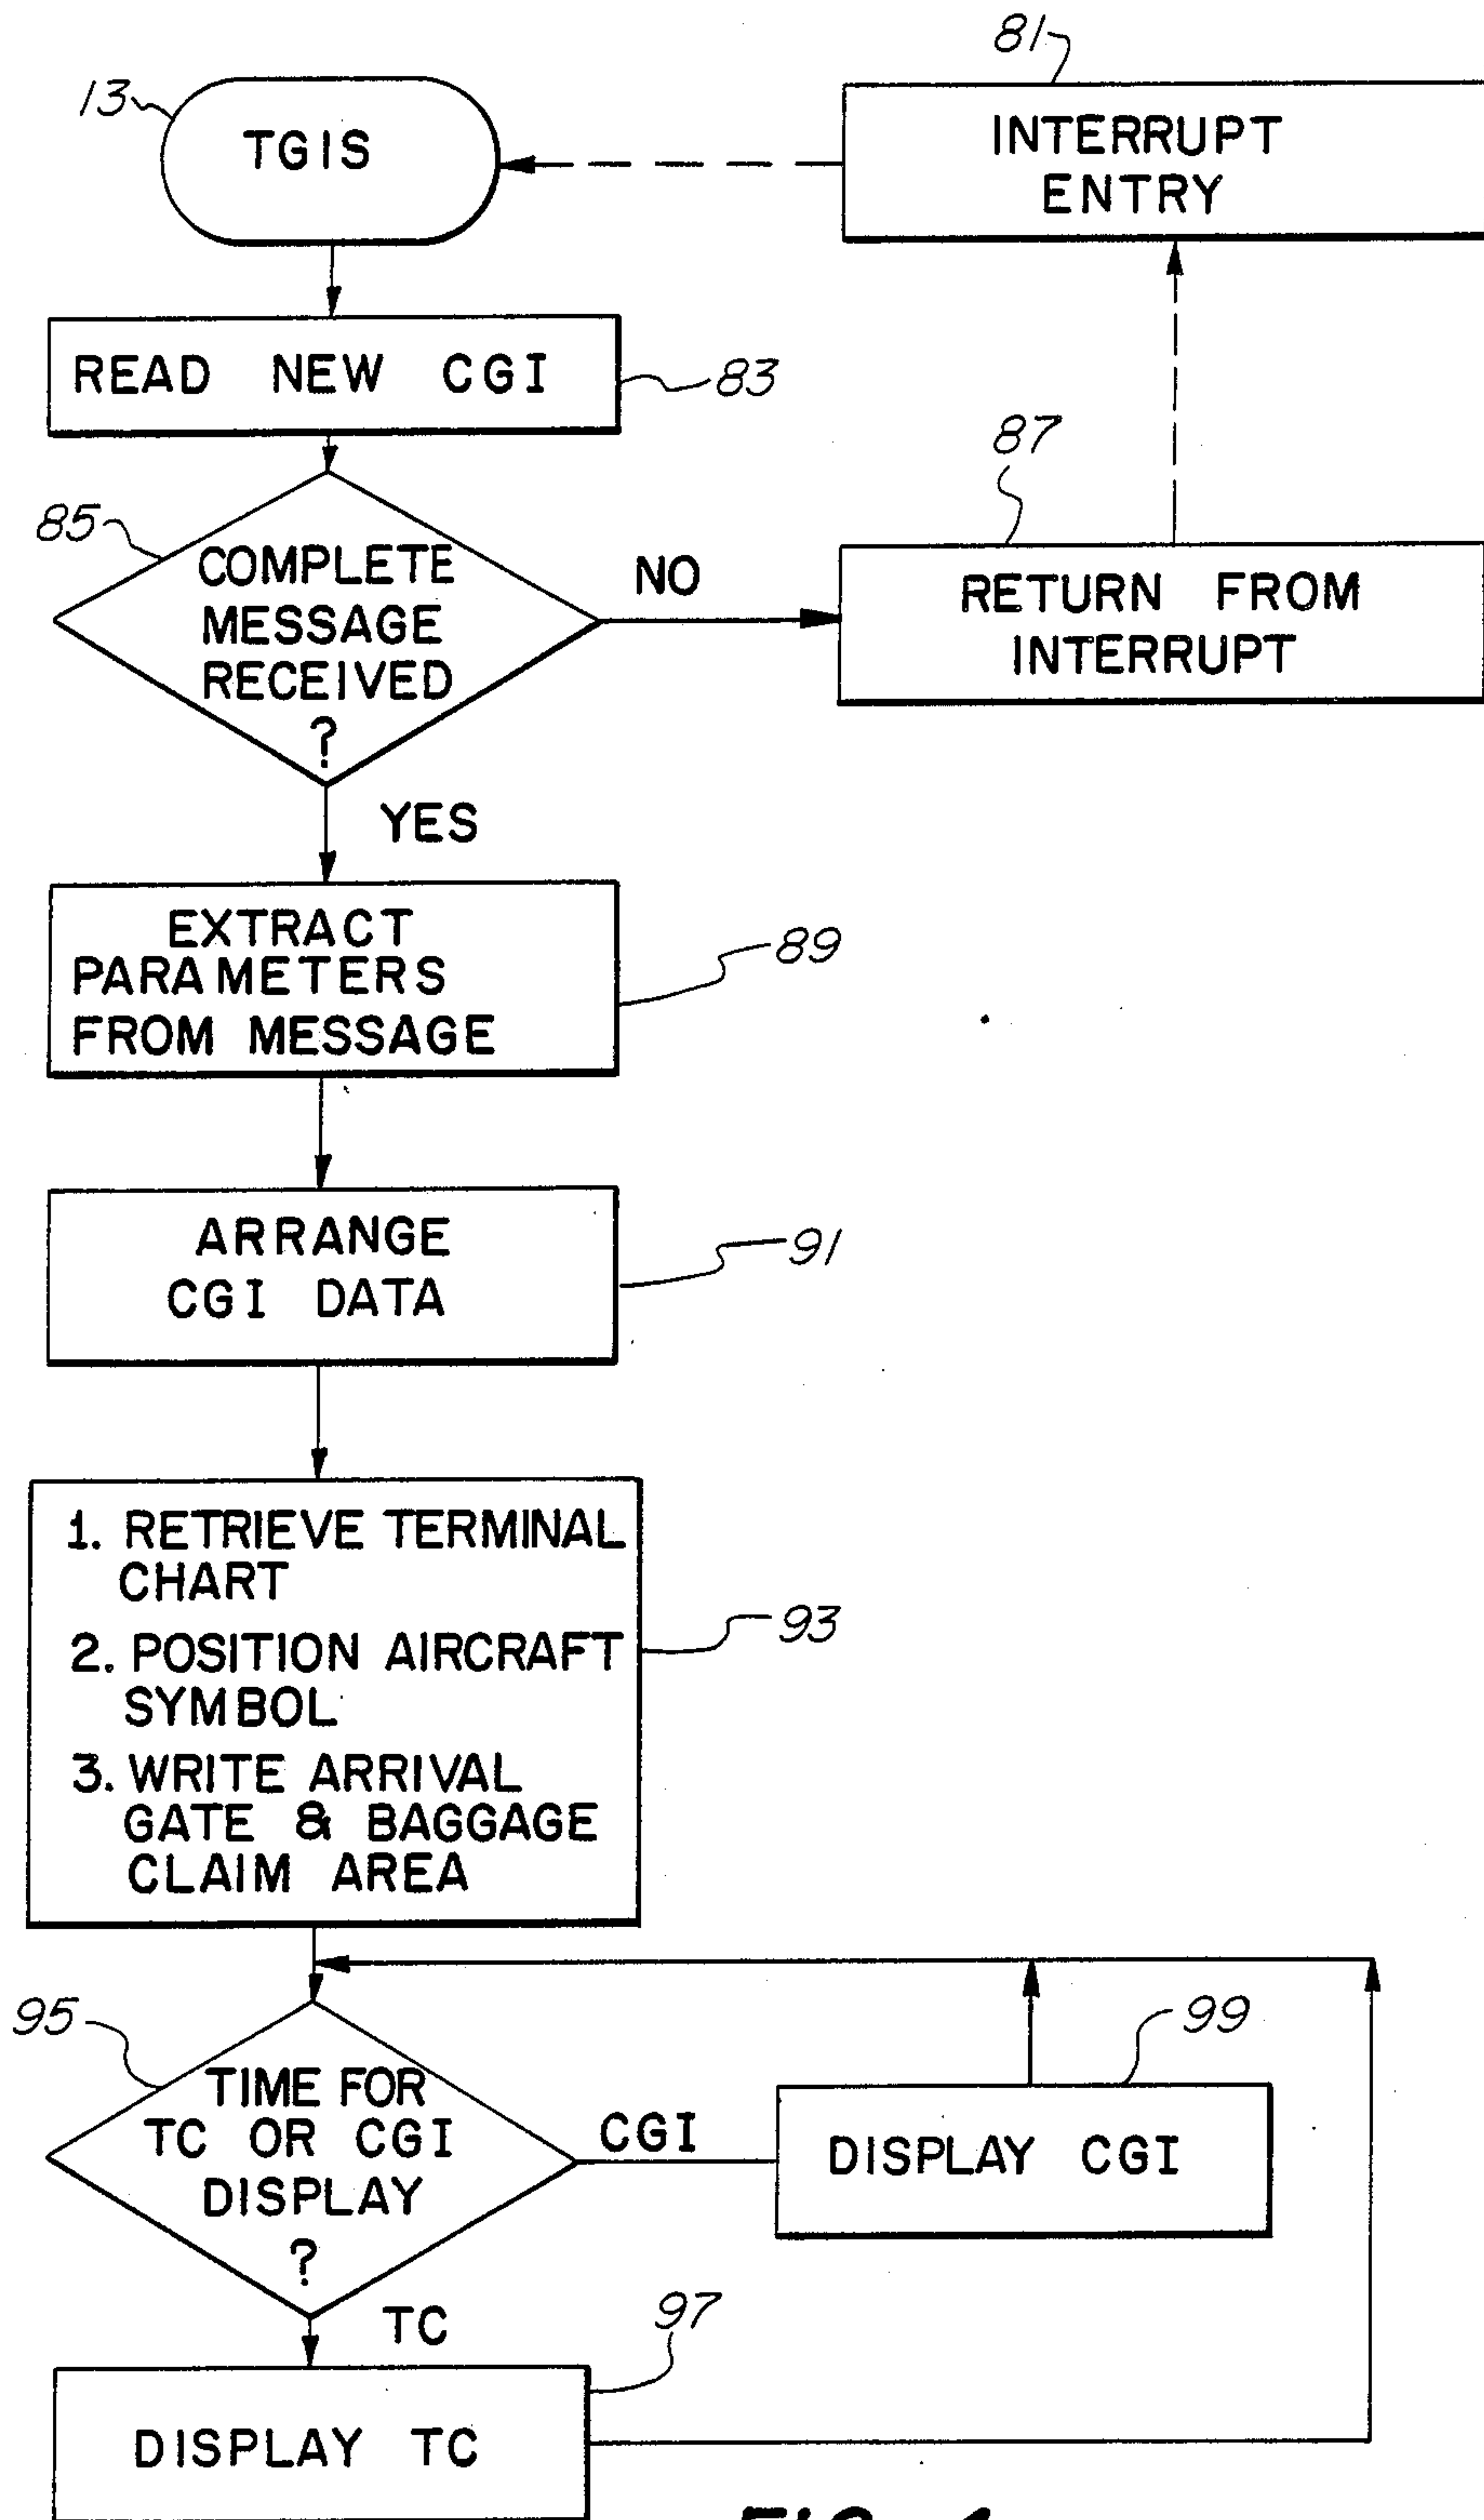 81
13
TGIS
INTERRUPT
ENTRY
READ NEW CGI
83
87
85
COMPLETE
MESSAGE
RECEIVED
?
NO
RETURN FROM
INTERRUPT
YES
EXTRACT
PARAMETERS
FROM MESSAGE
89
ARRANGE
CGI DATA
91
1. RETRIEVE TERMINAL
CHART
2. POSITION AIRCRAFT
SYMBOL
3. WRITE ARRIVAL
GATE & BAGGAGE
CLAIM AREA
93
95
99
TIME FOR
TC OR CGI
DISPLAY
?
CGI
DISPLAY CGI
TC
97
DISPLAY TC